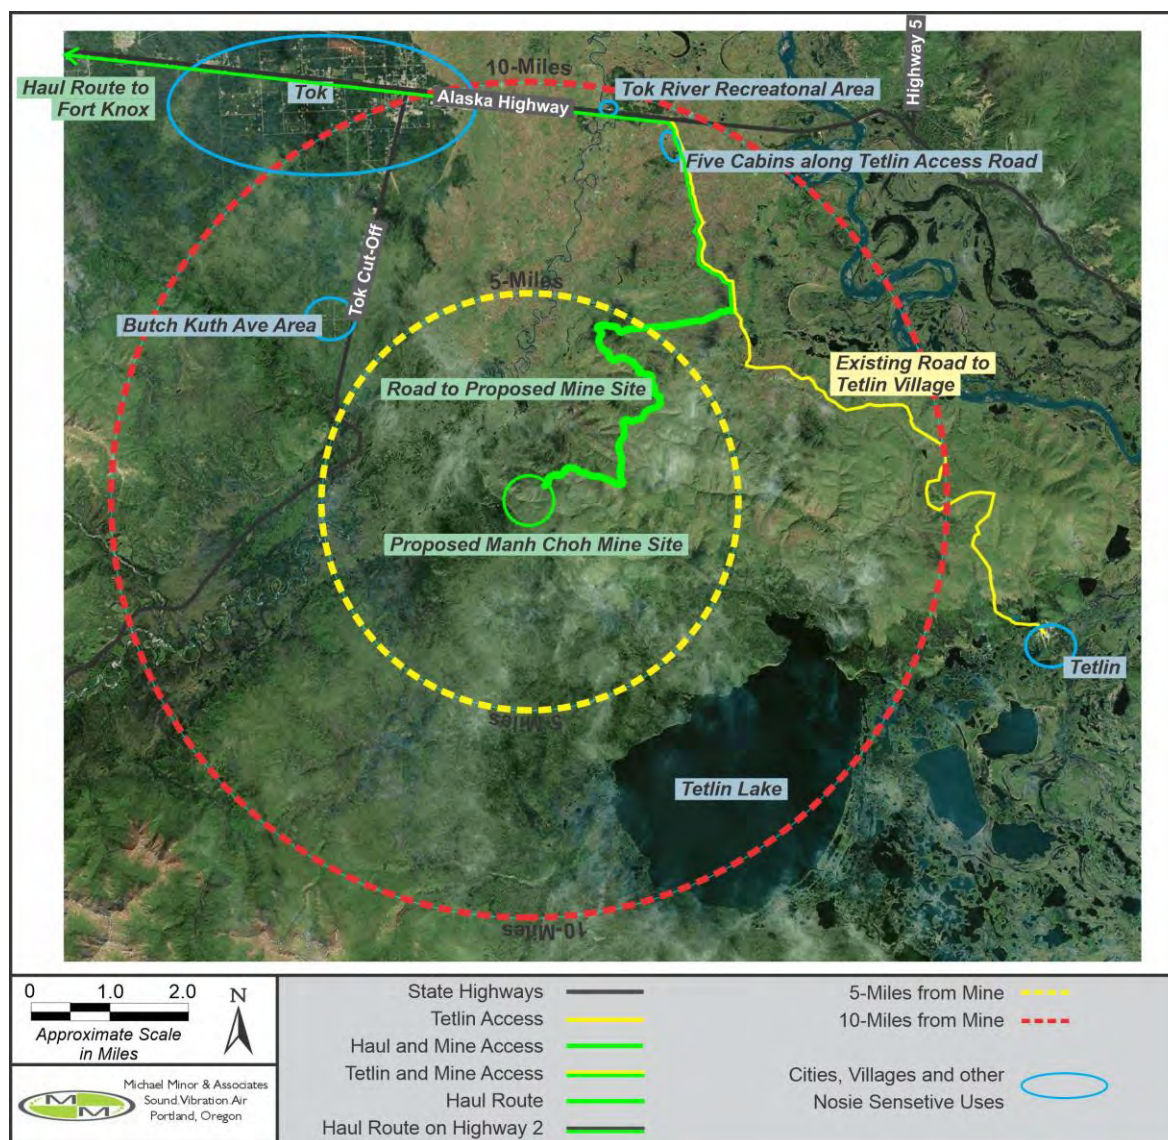 Highway 5
10-Miles
Haul Route to
Fort Knox
Tok
Alaska Highway
Tok River Recreatonal Area
Five Cabins along Tetlin Access Road
Tok Cut-Off
5-Miles
Butch Kuth Ave Area
Existing Road to
Tetlin Village
Road to Proposed Mine Site
Proposed Manh Choh Mine Site
Tetlin
5-Miles
Tetlin Lake
10-Miles
0 1.0 2.0
N
Approximate Scale
in Miles
MM
Michael Minor & Associates
Sound.Vibration.Air
Portland, Oregon
State Highways
Tetlin Access
Haul and Mine Access
Tetlin and Mine Access
Haul Route
Haul Route on Highway 2
5-Miles from Mine
10-Miles from Mine
Cities, Villages and other
Nosie Sensetive Uses